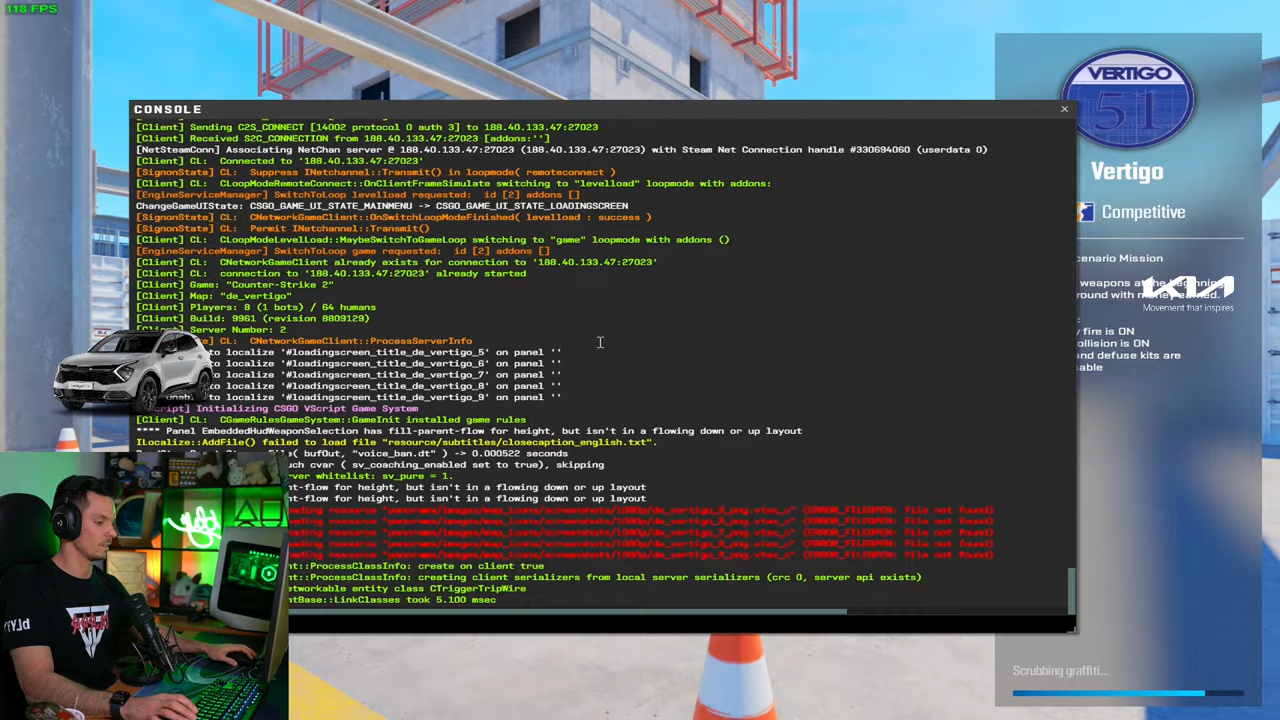 118 FPS
CONSOLE
[Client] Sending C2S_CONNECT [14002 protocol 0 auth 3] to 188.40.133.47:27023
[Client] Received S2C_CONNECTION from 188.40.133.47:27023 [addons:'']
[NetSteamConn] Associating NetChan server @ 188.40.133.47:27023 (188.40.133.47:27023) with Steam Net Connection handle #330694060 (userdata 0)
[Client] CL:  Connected to '188.40.133.47:27023'
[SignonState] CL:  Suppress INetchannel::Transmit() in loopmode( remoteconnect )
[Client] CL:  CLoopModeRemoteConnect::OnClientFrameSimulate switching to "levelload" loopmode with addons:
[EngineServiceManager] SwitchToLoop levelload requested:  id [2] addons []
ChangeGameUIState: CSGO_GAME_UI_STATE_MAINMENU -> CSGO_GAME_UI_STATE_LOADINGSCREEN
[SignonState] CL:  CNetworkGameClient::OnSwitchLoopModeFinished( levelload : success )
[SignonState] CL:  Permit INetchannel::Transmit()
[Client] CL:  CLoopModeLevelLoad::MaybeSwitchToGameLoop switching to "game" loopmode with addons ()
[EngineServiceManager] SwitchToLoop game requested:  id [2] addons []
[Client] CL:  CNetworkGameClient already exists for connection to '188.40.133.47:27023'
[Client] CL:  connection to '188.40.133.47:27023' already started
[Client] Game: "Counter-Strike 2"
[Client] Map: "de_vertigo"
[Client] Players: 8 (1 bots) / 64 humans
[Client] Build: 9961 (revision 8809129)
[Client] Server Number: 2
CL:  CNetworkGameClient::ProcessServerInfo
to localize '#loadingscreen_title_de_vertigo_5' on panel ''
to localize '#loadingscreen_title_de_vertigo_6' on panel ''
to localize '#loadingscreen_title_de_vertigo_7' on panel ''
to localize '#loadingscreen_title_de_vertigo_8' on panel ''
to localize '#loadingscreen_title_de_vertigo_9' on panel ''
Initializing CSGO VScript Game System
[Client] CL:  CGameRulesGameSystem::GameInit installed game rules
**** Panel EmbeddedHudWeaponSelection has fill-parent-flow for height, but isn't in a flowing down or up layout
ILocalize::AddFile() failed to load file "resource/subtitles/closecaption_english.txt".
( bufOut, "voice_ban.dt" ) -> 0.000522 seconds
uch cvar ( sv_coaching_enabled set to true), skipping
erver whitelist: sv_pure = 1.
nt-flow for height, but isn't in a flowing down or up layout
nt-flow for height, but isn't in a flowing down or up layout
nt::ProcessClassInfo: create on client true
nt::ProcessClassInfo: creating client serializers from local server serializers (crc 0, server api exists)
networkable entity class CTriggerTripWire
ntBase::LinkClasses took 5.100 msec
VERTIGO
51
Vertigo
Competitive
cenario Mission
weapons at the beginning
round with money earned.
y fire is ON
ollision is ON
and defuse kits are
able
KIA
Movement that inspires
Scrubbing graffiti...